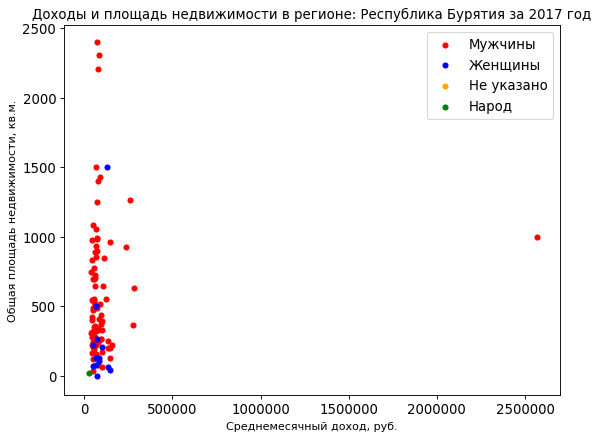 Доходы и площадь недвижимости в регионе: Республика Бурятия за 2017 год
Общая площадь недвижимости, кв.м.
2500
2000
1500
1000
500
0
Мужчины
Женщины
Не указано
Народ
0 500000 1000000 1500000 2000000 2500000
Среднемесячный доход, руб.